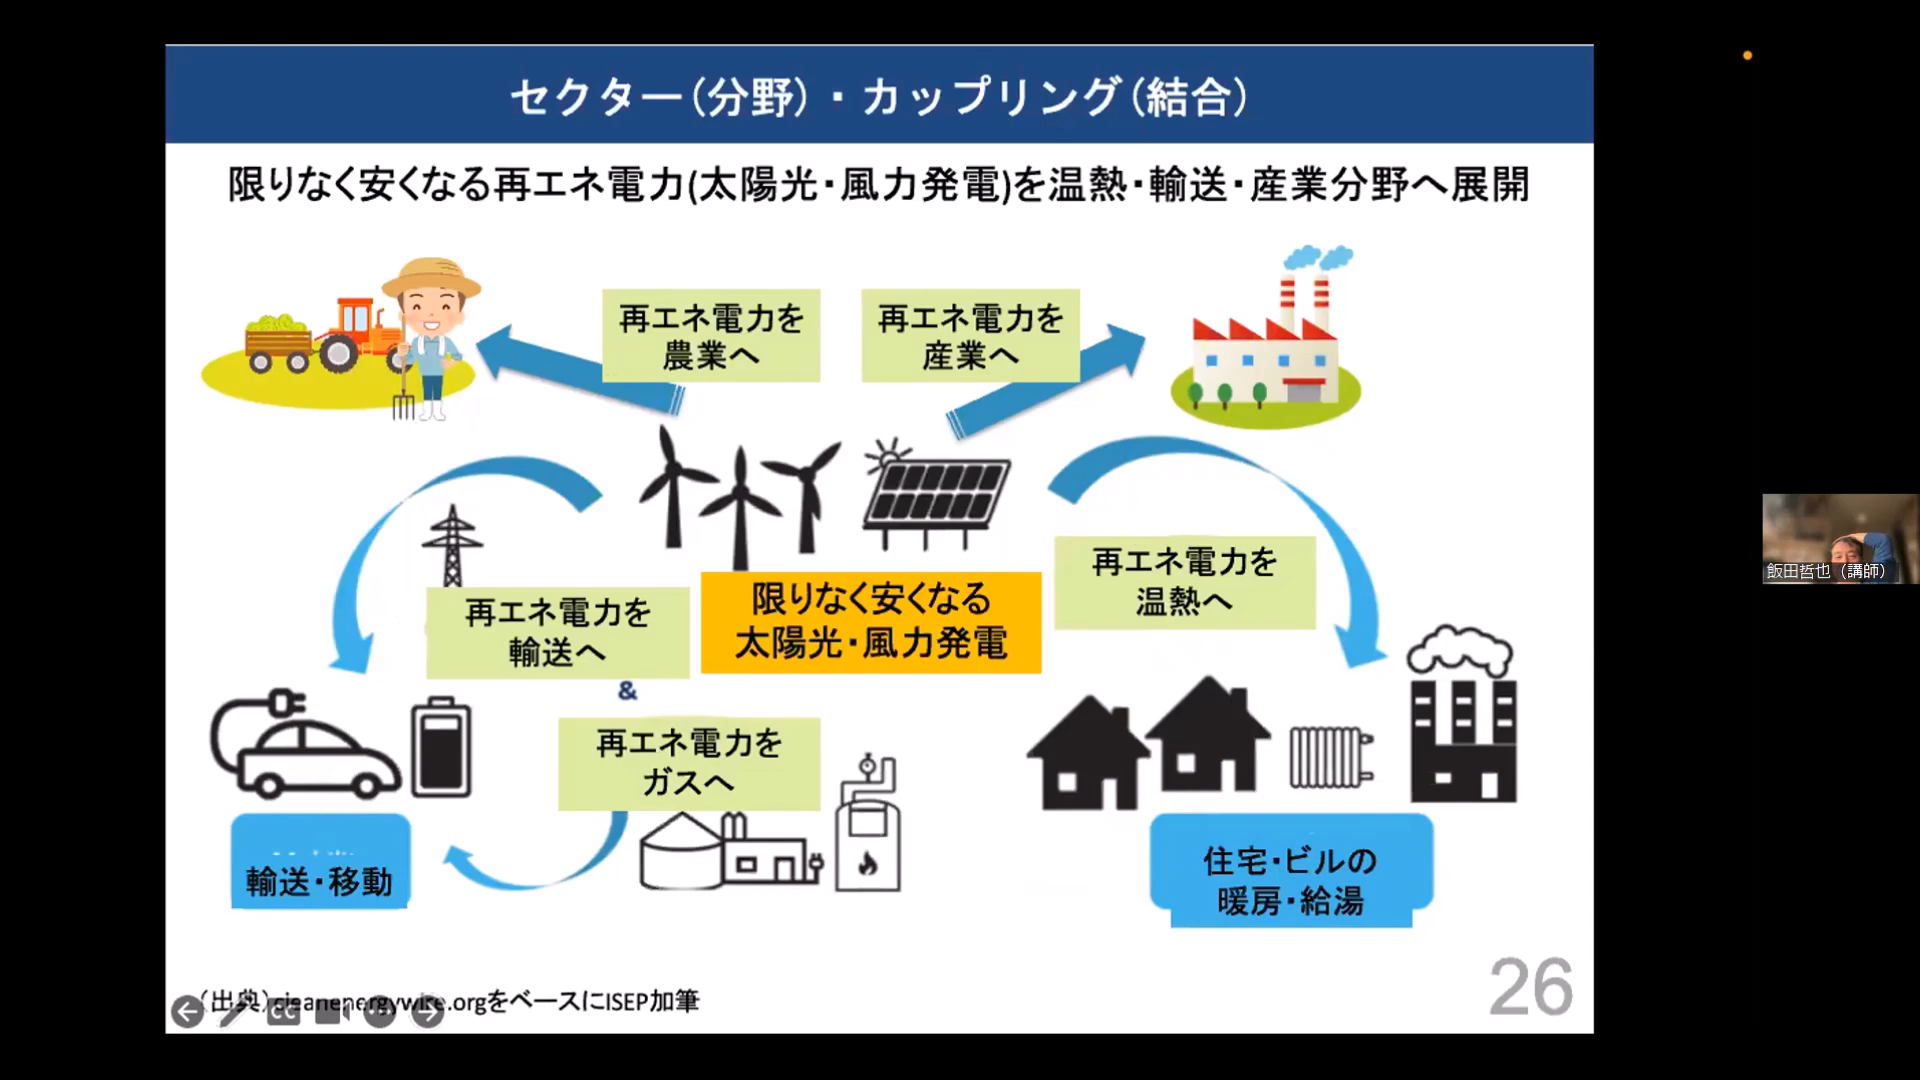 セクター(分野)・カップリング(結合)
限りなく安くなる再エネ電力(太陽光・風力発電)を温熱・輸送・産業分野へ展開
再エネ電力を
農業へ
再エネ電力を
産業へ
再エネ電力を
輸送へ
限りなく安くなる
太陽光・風力発電
再エネ電力を
温熱へ
&
再エネ電力を
ガスへ
輸送・移動
住宅・ビルの
暖房・給湯
(出典)cleanenergywire.orgをベースにISEP加筆
CC
26
飯田哲也（講師）